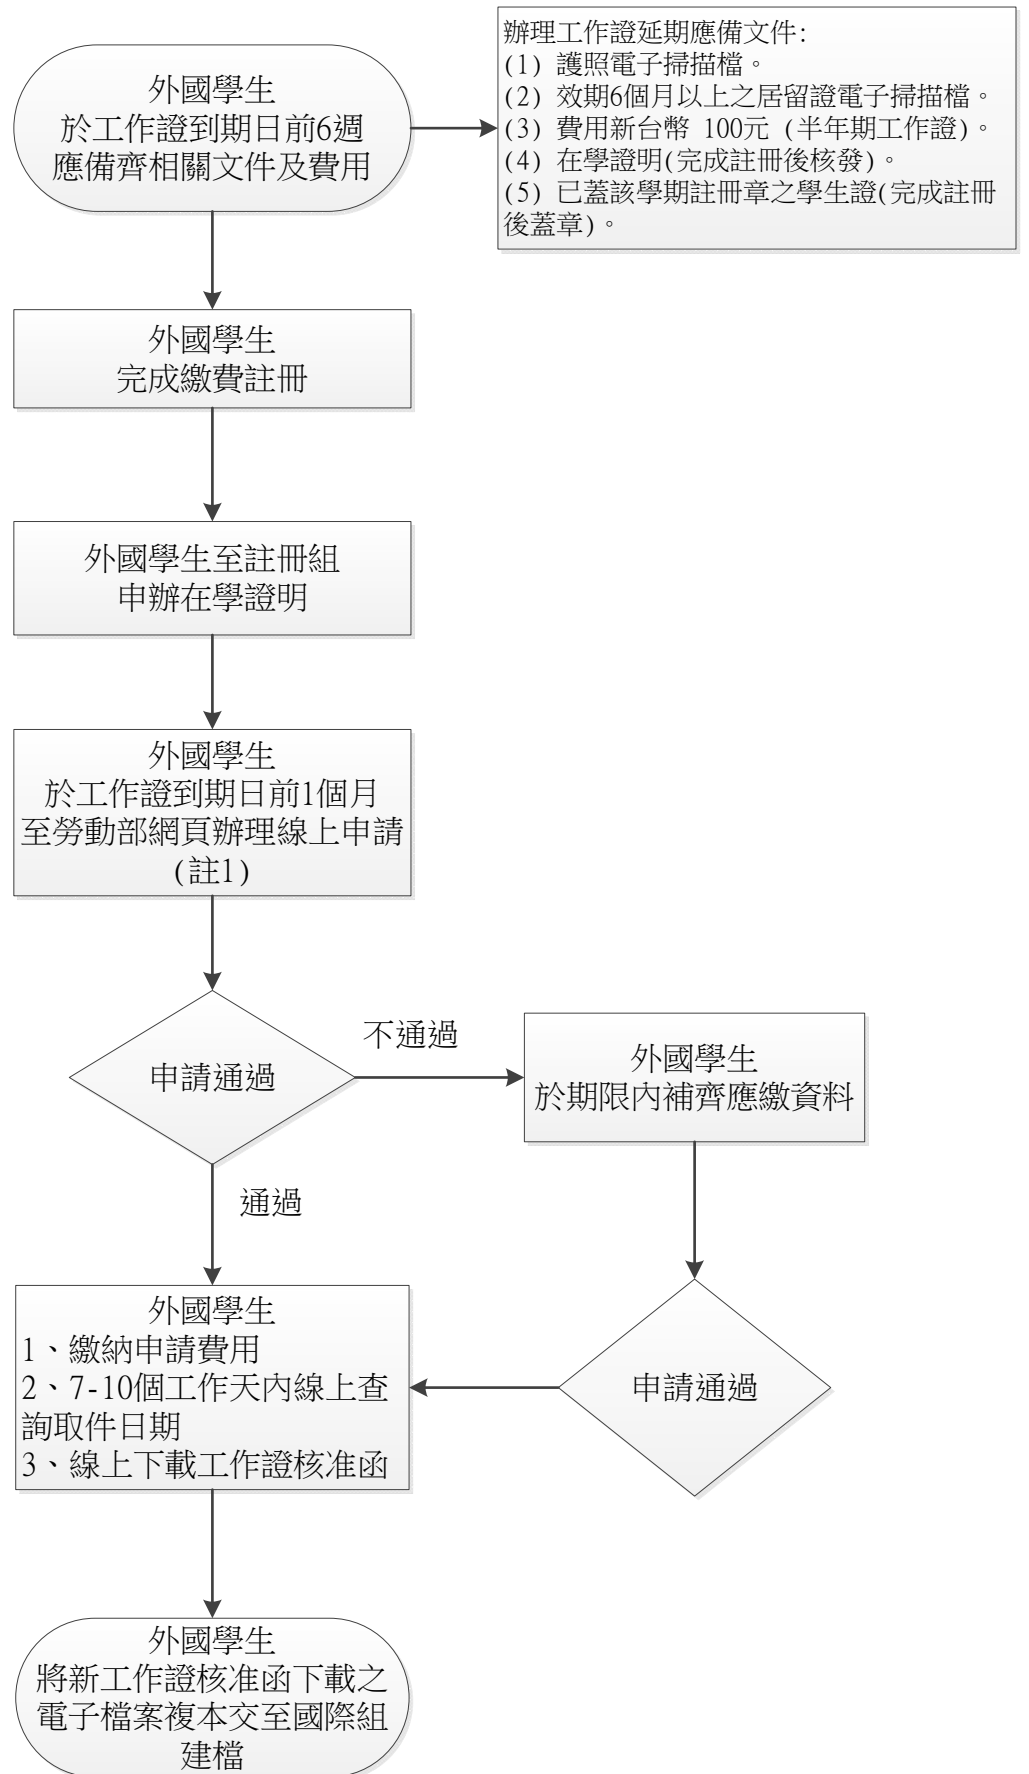 外國學生
於工作證到期日前6週
應備齊相關文件及費用
辦理工作證延期應備文件:
(1) 護照電子掃描檔。
(2) 效期6個月以上之居留證電子掃描檔。
(3) 費用新台幣 100元 (半年期工作證)。
(4) 在學證明(完成註冊後核發)。
(5) 已蓋該學期註冊章之學生證(完成註冊
後蓋章)。
外國學生
完成繳費註冊
外國學生至註冊組
申辦在學證明
外國學生
於工作證到期日前1個月
至勞動部網頁辦理線上申請
(註1)
申請通過
不通過
外國學生
於期限內補齊應繳資料
通過
外國學生
1、繳納申請費用
2、7-10個工作天內線上查
詢取件日期
3、線上下載工作證核准函
申請通過
外國學生
將新工作證核准函下載之
電子檔案複本交至國際組
建檔